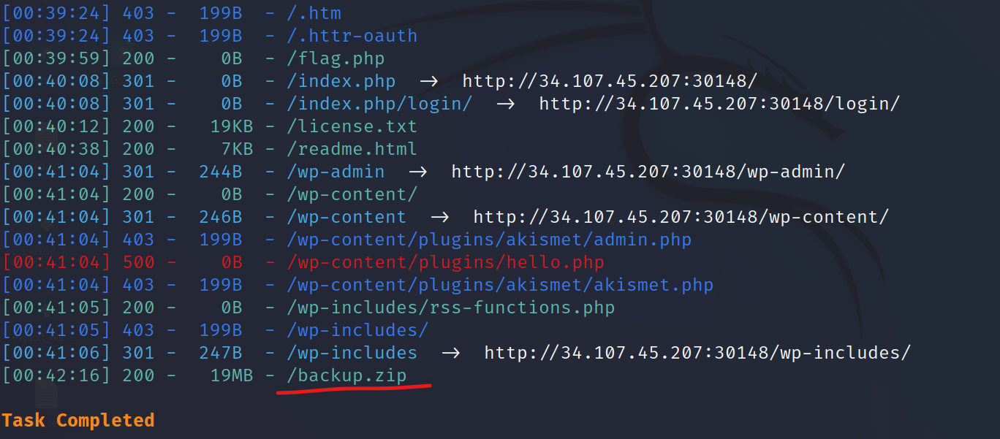 [00:39:24] 403 - 199B - /.htm
[00:39:24] 403 - 199B - /.httr-oauth
[00:39:59] 200 - 0B - /flag.php
[00:40:08] 301 - 0B - /index.php → http://34.107.45.207:30148/
[00:40:08] 301 - 0B - /index.php/login/ → http://34.107.45.207:30148/login/
[00:40:12] 200 - 19KB - /license.txt
[00:40:38] 200 - 7KB - /readme.html
[00:41:04] 301 - 244B - /wp-admin → http://34.107.45.207:30148/wp-admin/
[00:41:04] 200 - 0B - /wp-content/
[00:41:04] 301 - 246B - /wp-content → http://34.107.45.207:30148/wp-content/
[00:41:04] 403 - 199B - /wp-content/plugins/akismet/admin.php
[00:41:04] 500 - 0B - /wp-content/plugins/hello.php
[00:41:04] 403 - 199B - /wp-content/plugins/akismet/akismet.php
[00:41:05] 200 - 0B - /wp-includes/rss-functions.php
[00:41:05] 403 - 199B - /wp-includes/
[00:41:06] 301 - 247B - /wp-includes → http://34.107.45.207:30148/wp-includes/
[00:42:16] 200 - 19MB - /backup.zip
Task Completed